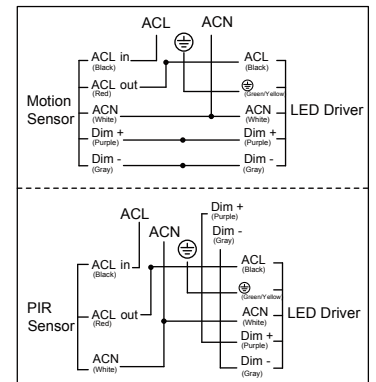 ACL ACN
ACL in ACL
(Black) (Black)
ACL out
(Red) (Green/Yellow
Motion Sensor
ACN ACN
(White) (White)
LED Driver
Dim + Dim +
(Purple) (Purple)
Dim - Dim -
(Gray) (Gray)
Dim +
(Purple)
ACL
ACN
Dim -
(Gray)
ACL in ACL
(Black) (Black)
(Green/Yellow
PIR Sensor
ACL out ACN
(Red) (White)
LED Driver
Dim +
(Purple)
ACN Dim -
(White) (Gray)